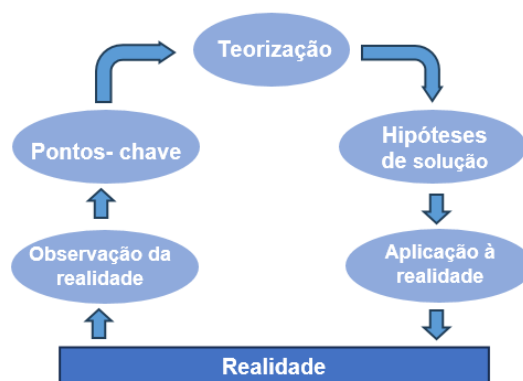 Teorização
Pontos- chave
Hipóteses
de solução
Observação da
realidade
Aplicação à
realidade
Realidade